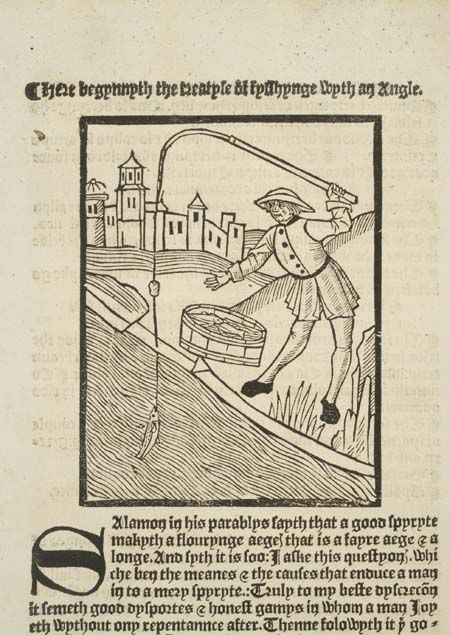 ¶Here begynnyth the treatyse of fysshynge wyth an Angle.
SAlamon in his parablys sayth that a good spyryte
makyth a flourynge aege, that is a fayre aege & a
longe. And syth it is soo: I aske this questyon, Whi
che ben the meanes & the causes that enduce a man
in to a mery spyryte.: Truly to my beste dyscrecōn
it semeth good dysportes & honest gamys in whom a man Joy
eth wythout ony repentannce after. Thenne folowyth it yͤ go⸗